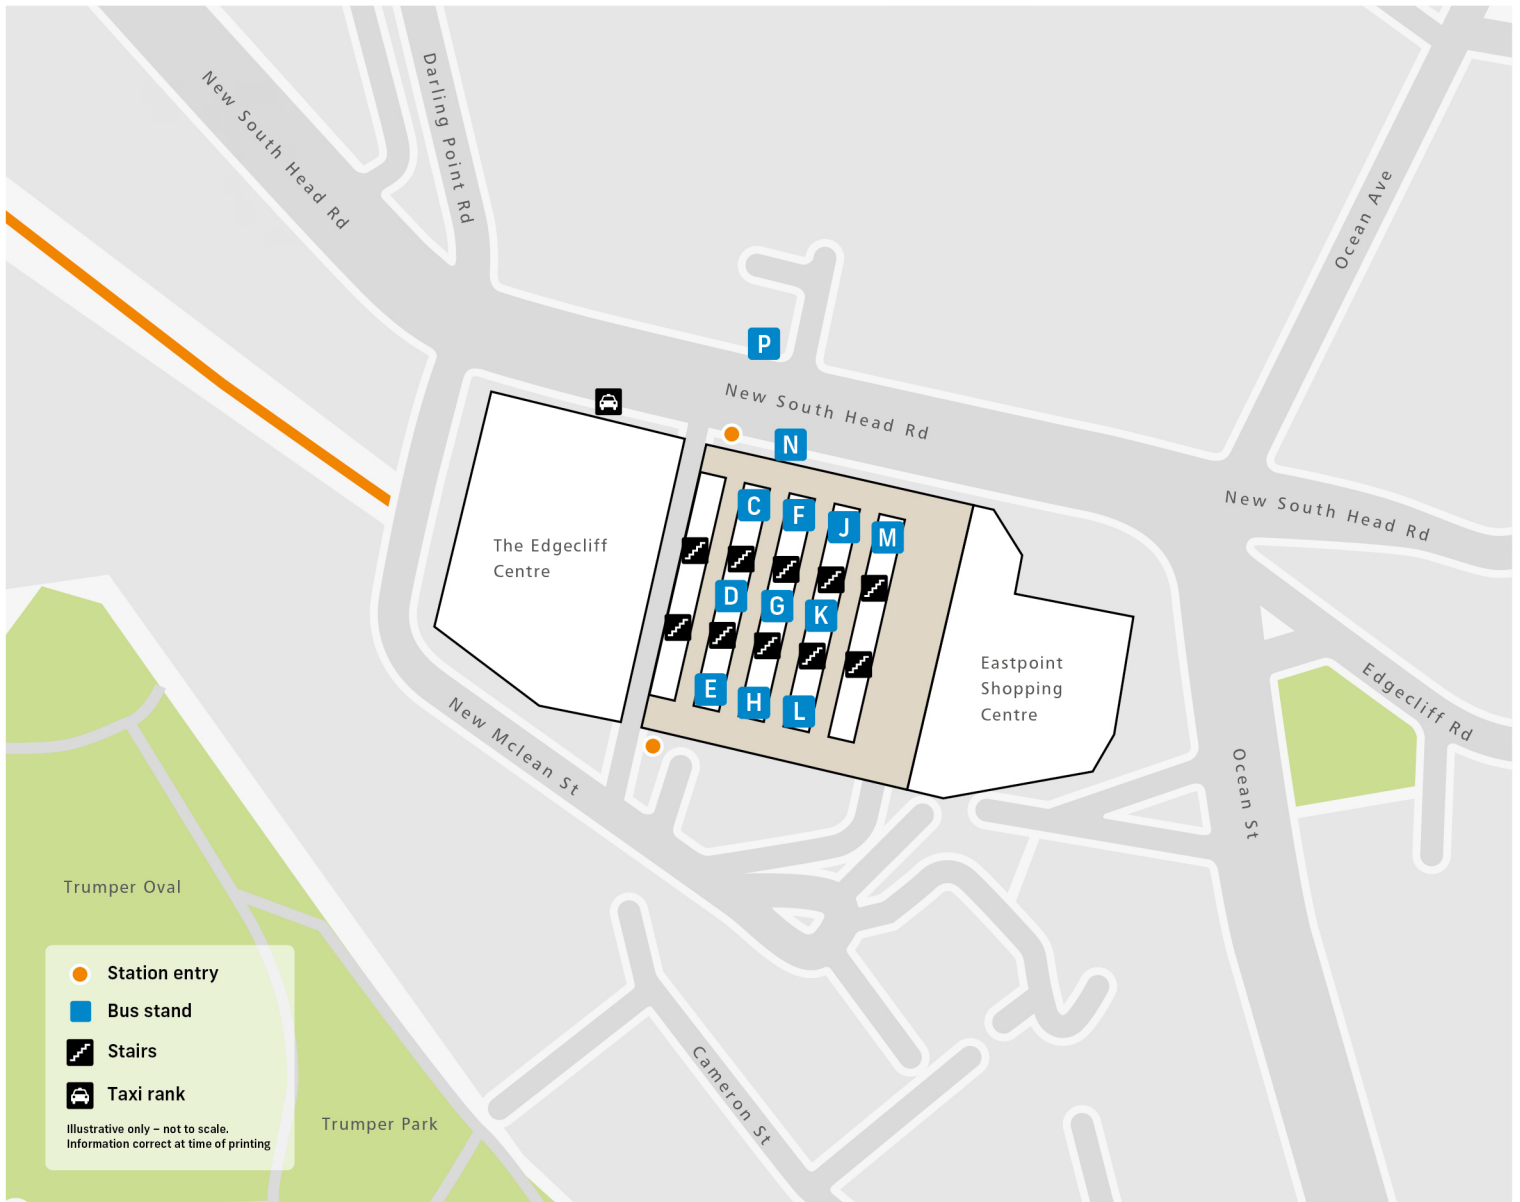 New South Head Rd
Darling Point Rd
Ocean Ave
P
New South Head Rd
N
New South Head Rd
The Edgecliff
Centre
C
F
J
M
D
G
K
E
H
L
Eastpoint
Shopping
Centre
Edgecliff Rd
New Mclean St
Ocean St
Trumper Oval
Station entry
Bus stand
Stairs
Taxi rank
Illustrative only – not to scale.
Information correct at time of printing
Trumper Park
Cameron St